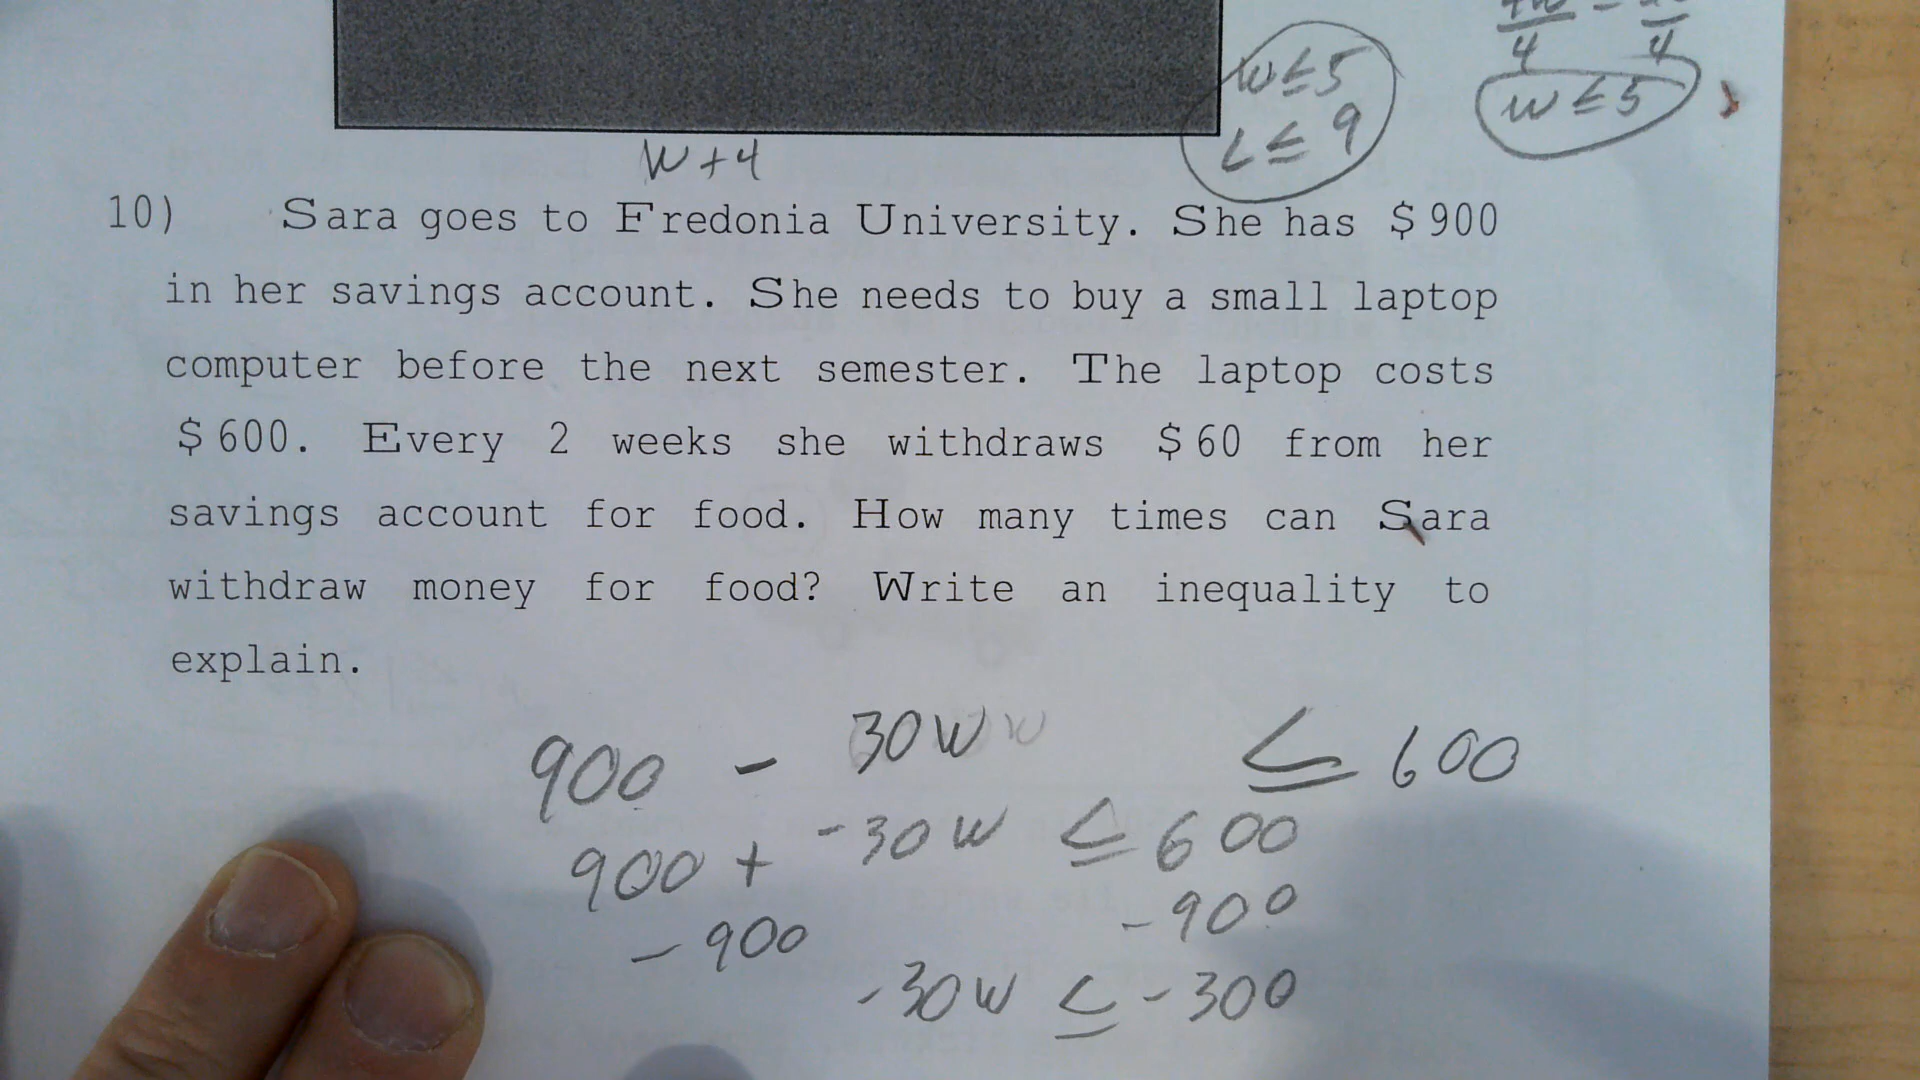 w ≤ 5
L ≤ 9
4 4
w ≤ 5
w + 4
10) Sara goes to Fredonia University. She has $900
in her savings account. She needs to buy a small laptop
computer before the next semester. The laptop costs
$600. Every 2 weeks she withdraws $60 from her
savings account for food. How many times can Sara
withdraw money for food? Write an inequality to
explain.
900 - 30w ≤ 600
900 + -30w ≤ 600
-900 -900
-30w ≤ -300